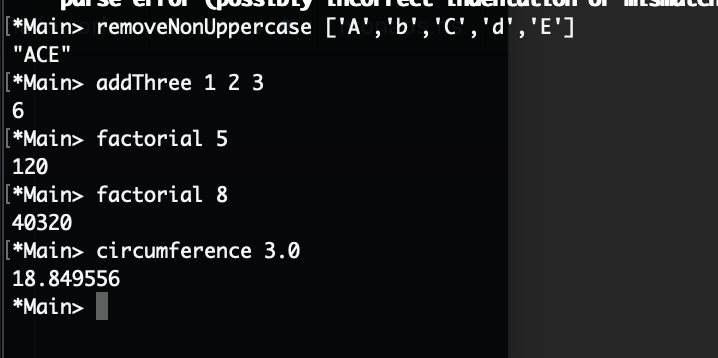 parse error (possibly incorrect indentation or mismatch
[*Main> removeNonUppercase ['A','b','C','d','E']
"ACE"
[*Main> addThree 1 2 3
6
[*Main> factorial 5
120
[*Main> factorial 8
40320
[*Main> circumference 3.0
18.849556
*Main>